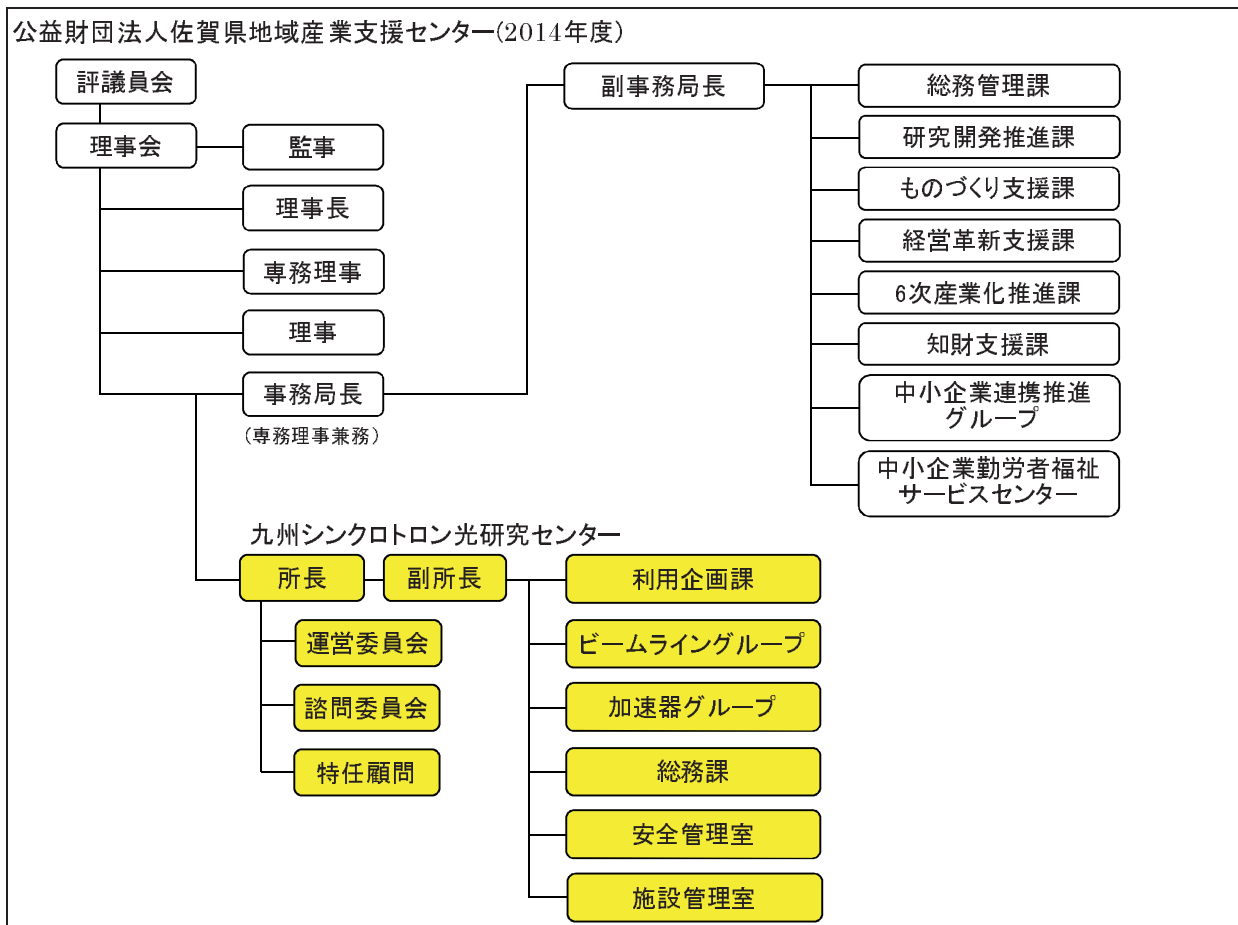 公益財団法人佐賀県地域産業支援センター(2014年度)
評議員会
理事会
監事
理事長
専務理事
理事
事務局長
(専務理事兼務)
副事務局長
総務管理課
研究開発推進課
ものづくり支援課
経営革新支援課
6次産業化推進課
知財支援課
中小企業連携推進
グループ
中小企業勤労者福祉
サービスセンター
九州シンクロトロン光研究センター
所長
副所長
運営委員会
諮問委員会
特任顧問
利用企画課
ビームライングループ
加速器グループ
総務課
安全管理室
施設管理室